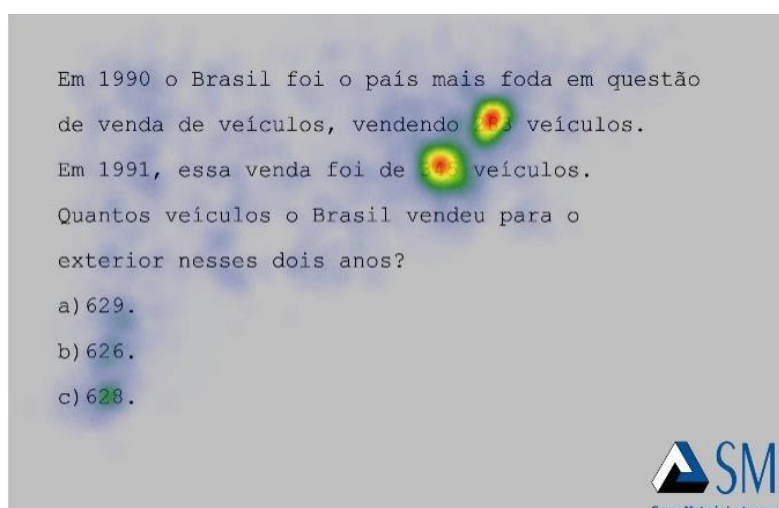 Em 1990 o Brasil foi o país mais foda em questão
de venda de veículos, vendendo veículos.
Em 1991, essa venda foi de veículos.
Quantos veículos o Brasil vendeu para o
exterior nesses dois anos?
a)629.
b)626.
c)628.
SM